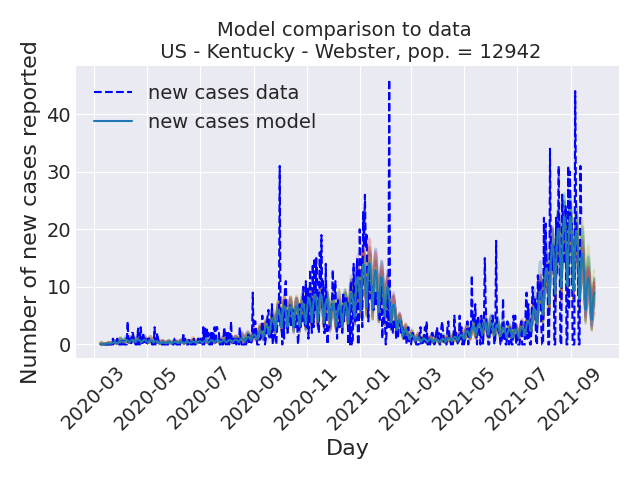 Model comparison to data
US - Kentucky - Webster, pop. = 12942
Number of new cases reported
new cases data
new cases model
40
30
20
10
0
2020-03
2020-05
2020-07
2020-09
2020-11
2021-01
2021-03
2021-05
2021-07
2021-09
Day